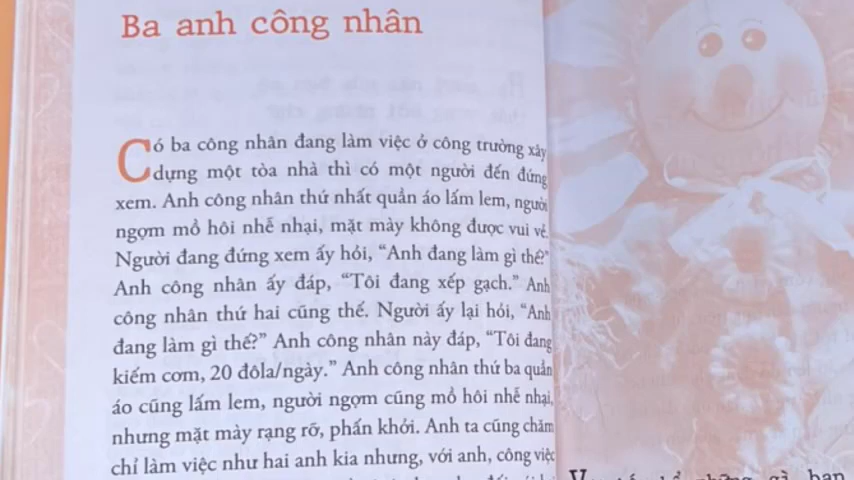 Ba anh công nhân
Có ba công nhân đang làm việc ở công trường xây
dựng một tòa nhà thì có một người đến đứng
xem. Anh công nhân thứ nhất quần áo lấm lem, người
ngợm mồ hôi nhễ nhại, mặt mày không được vui vẻ.
Người đang đứng xem ấy hỏi, “Anh đang làm gì thế?”
Anh công nhân ấy đáp, “Tôi đang xếp gạch.” Anh
công nhân thứ hai cũng thế. Người ấy lại hỏi, “Anh
đang làm gì thế?” Anh công nhân này đáp, “Tôi đang
kiếm cơm, 20 đôla/ngày.” Anh công nhân thứ ba quần
áo cũng lấm lem, người ngợm cũng mồ hôi nhễ nhại,
nhưng mặt mày rạng rỡ, phấn khởi. Anh ta cũng chăm
chỉ làm việc như hai anh kia nhưng, với anh, công việc